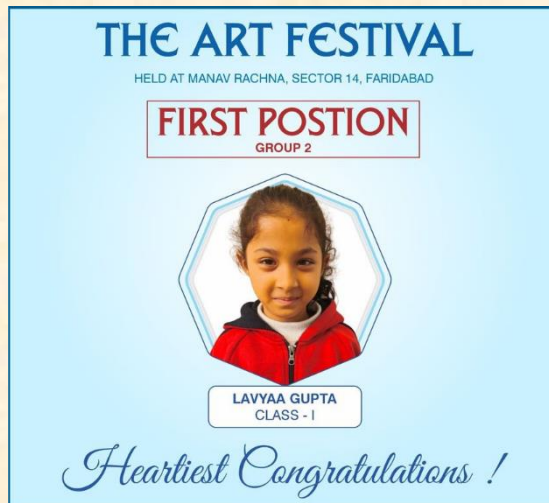 THE ART FESTIVAL
HELD AT MANAV RACHNA, SECTOR 14, FARIDABAD
FIRST POSTION
GROUP 2
LAVYAA GUPTA
CLASS - I
Heartiest Congratulations !